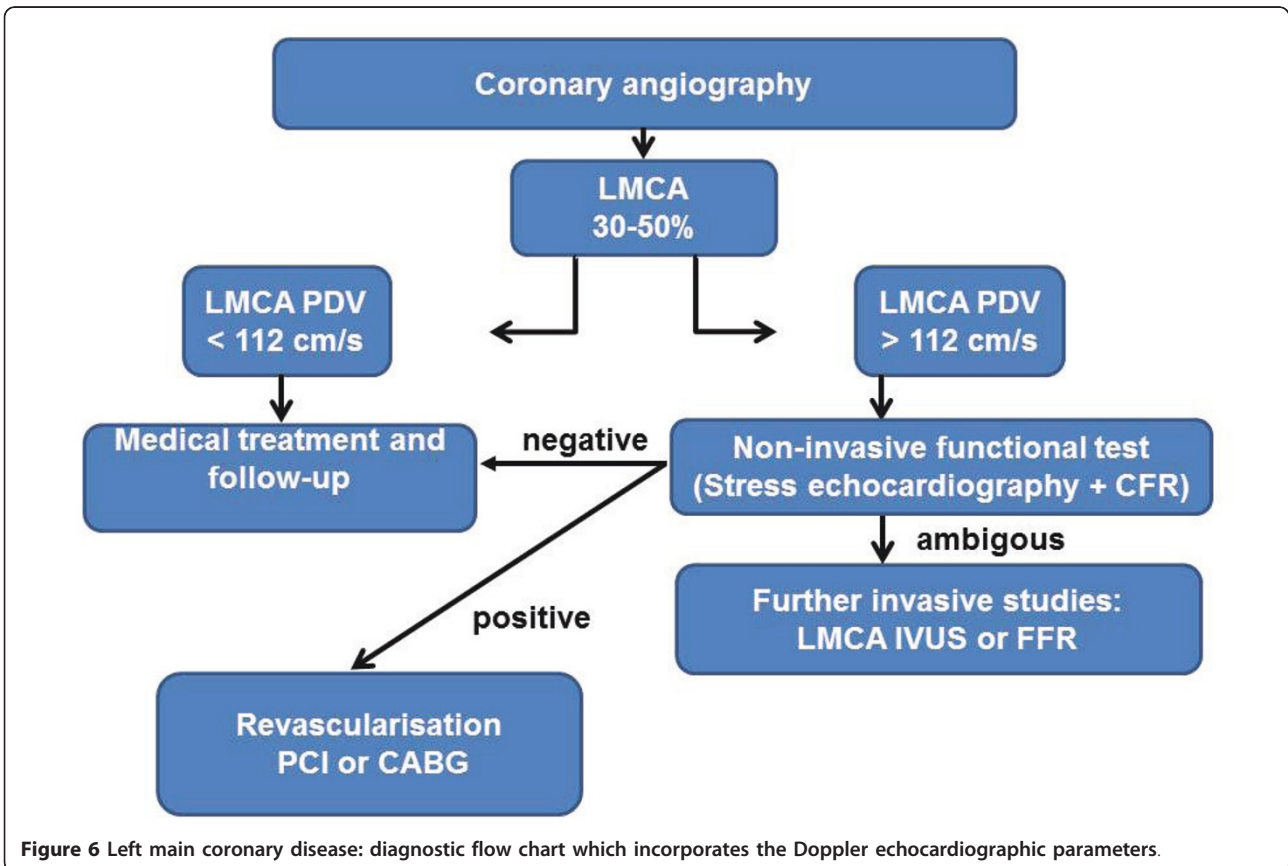 Coronary angiography
LMCA
30-50%
LMCA PDV
< 112 cm/s
LMCA PDV
> 112 cm/s
Medical treatment and
follow-up
negative
Non-invasive functional test
(Stress echocardiography + CFR)
ambigous
positive
Further invasive studies:
LMCA IVUS or FFR
Revascularisation
PCI or CABG
Figure 6 Left main coronary disease: diagnostic flow chart which incorporates the Doppler echocardiographic parameters.